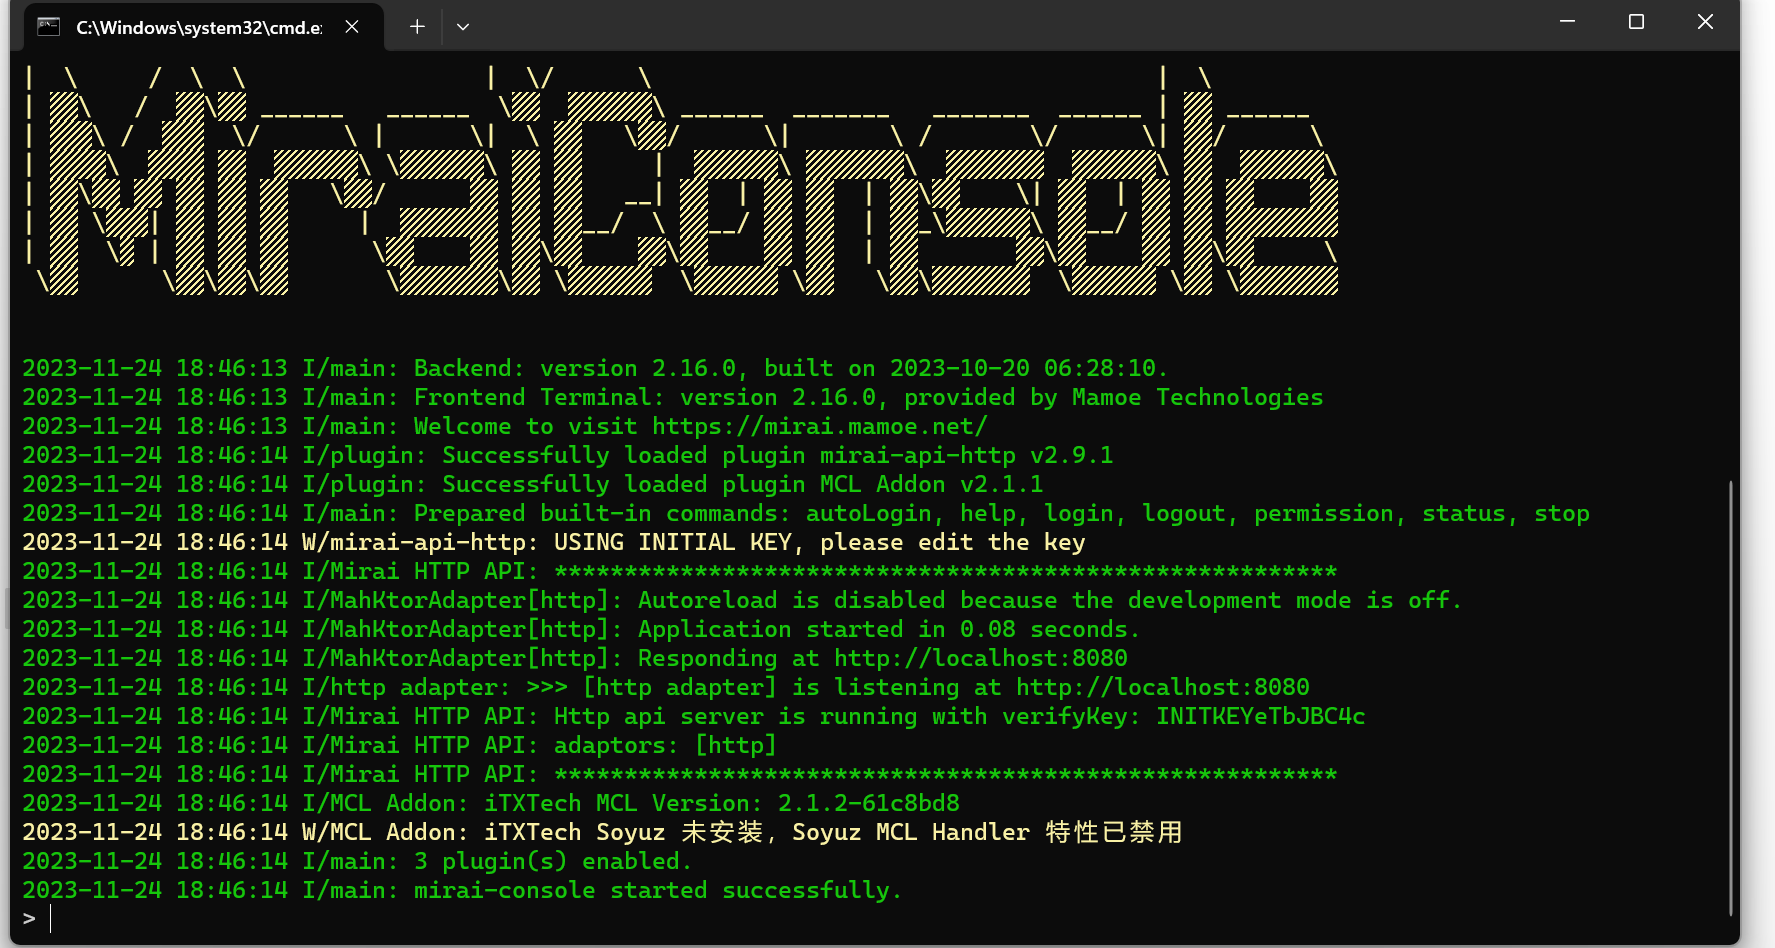 C:\Windows\system32\cmd.e
MiraiConsole
2023-11-24 18:46:13 I/main: Backend: version 2.16.0, built on 2023-10-20 06:28:10.
2023-11-24 18:46:13 I/main: Frontend Terminal: version 2.16.0, provided by Mamoe Technologies
2023-11-24 18:46:13 I/main: Welcome to visit https://mirai.mamoe.net/
2023-11-24 18:46:14 I/plugin: Successfully loaded plugin mirai-api-http v2.9.1
2023-11-24 18:46:14 I/plugin: Successfully loaded plugin MCL Addon v2.1.1
2023-11-24 18:46:14 I/main: Prepared built-in commands: autoLogin, help, login, logout, permission, status, stop
2023-11-24 18:46:14 W/mirai-api-http: USING INITIAL KEY, please edit the key
2023-11-24 18:46:14 I/Mirai HTTP API: ********************************************************
2023-11-24 18:46:14 I/MahKtorAdapter[http]: Autoreload is disabled because the development mode is off.
2023-11-24 18:46:14 I/MahKtorAdapter[http]: Application started in 0.08 seconds.
2023-11-24 18:46:14 I/MahKtorAdapter[http]: Responding at http://localhost:8080
2023-11-24 18:46:14 I/http adapter: >>> [http adapter] is listening at http://localhost:8080
2023-11-24 18:46:14 I/Mirai HTTP API: Http api server is running with verifyKey: INITKEYeTbJBC4c
2023-11-24 18:46:14 I/Mirai HTTP API: adaptors: [http]
2023-11-24 18:46:14 I/Mirai HTTP API: ********************************************************
2023-11-24 18:46:14 I/MCL Addon: iTXTech MCL Version: 2.1.2-61c8bd8
2023-11-24 18:46:14 W/MCL Addon: iTXTech Soyuz 未安装, Soyuz MCL Handler 特性已禁用
2023-11-24 18:46:14 I/main: 3 plugin(s) enabled.
2023-11-24 18:46:14 I/main: mirai-console started successfully.
>